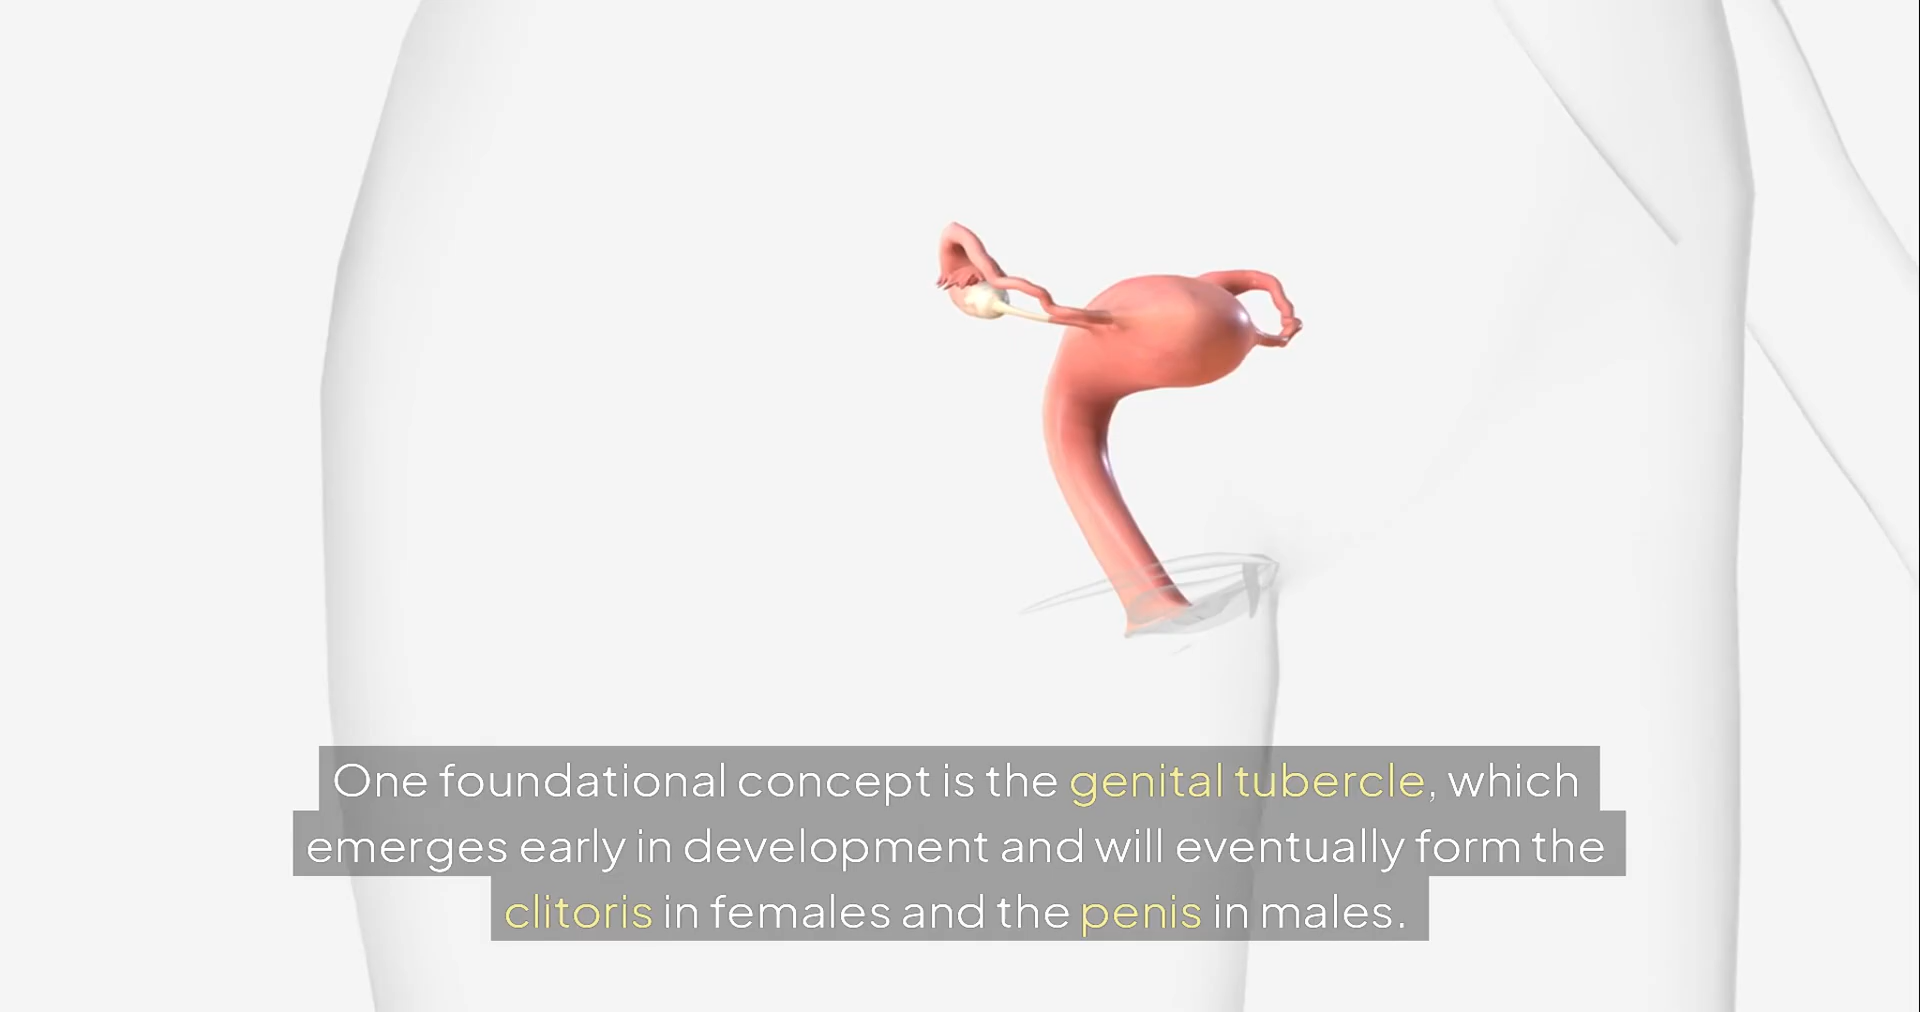 One foundational concept is the genital tubercle, which
emerges early in development and will eventually form the
clitoris in females and the penis in males.